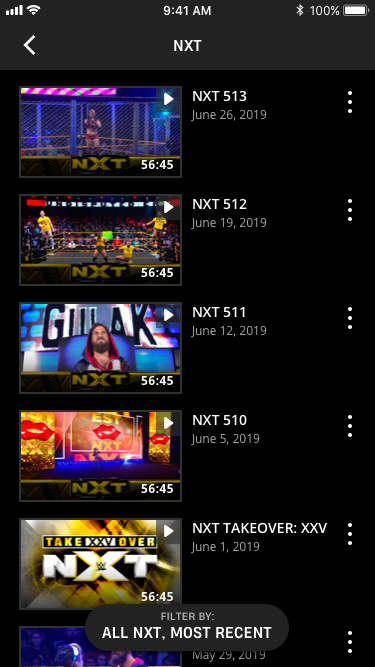 9:41 AM
100%
NXT
NXT
56:45
NXT 513
June 26, 2019
NXT
56:45
NXT 512
June 19, 2019
GULAK
NXT
56:45
NXT 511
June 12, 2019
NXT
NXT
56:45
NXT 510
June 5, 2019
TAKE XXV OVER
NXT
56:45
NXT TAKEOVER: XXV
June 1, 2019
May 29, 2019
FILTER BY:
ALL NXT, MOST RECENT